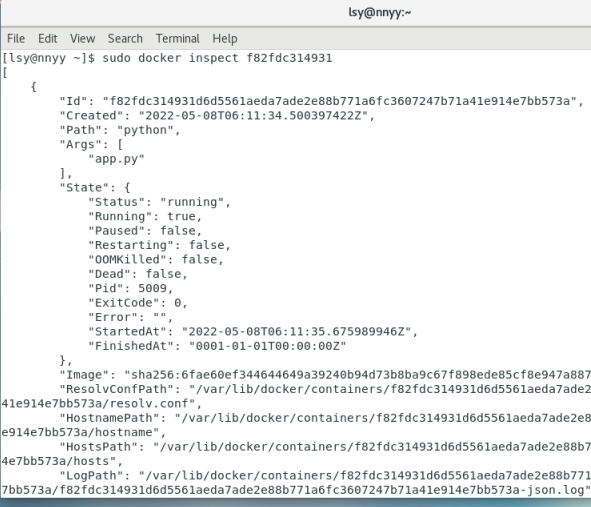 lsy@nnyy:~
File Edit View Search Terminal Help
[lsy@nnyy ~]$ sudo docker inspect f82fdc314931
[
    {
        "Id": "f82fdc314931d6d5561aeda7ade2e88b771a6fc3607247b71a41e914e7bb573a",
        "Created": "2022-05-08T06:11:34.500397422Z",
        "Path": "python",
        "Args": [
            "app.py"
        ],
        "State": {
            "Status": "running",
            "Running": true,
            "Paused": false,
            "Restarting": false,
            "OOMKilled": false,
            "Dead": false,
            "Pid": 5009,
            "ExitCode": 0,
            "Error": "",
            "StartedAt": "2022-05-08T06:11:35.675989946Z",
            "FinishedAt": "0001-01-01T00:00:00Z"
        },
        "Image": "sha256:6fae60ef344644649a39240b94d73b8ba9c67f898ede85cf8e947a887
        "ResolvConfPath": "/var/lib/docker/containers/f82fdc314931d6d5561aeda7ade2
41e914e7bb573a/resolv.conf",
        "HostnamePath": "/var/lib/docker/containers/f82fdc314931d6d5561aeda7ade2e8
e914e7bb573a/hostname",
        "HostsPath": "/var/lib/docker/containers/f82fdc314931d6d5561aeda7ade2e88b7
4e7bb573a/hosts",
        "LogPath": "/var/lib/docker/containers/f82fdc314931d6d5561aeda7ade2e88b771
7bb573a/f82fdc314931d6d5561aeda7ade2e88b771a6fc3607247b71a41e914e7bb573a-json.log"